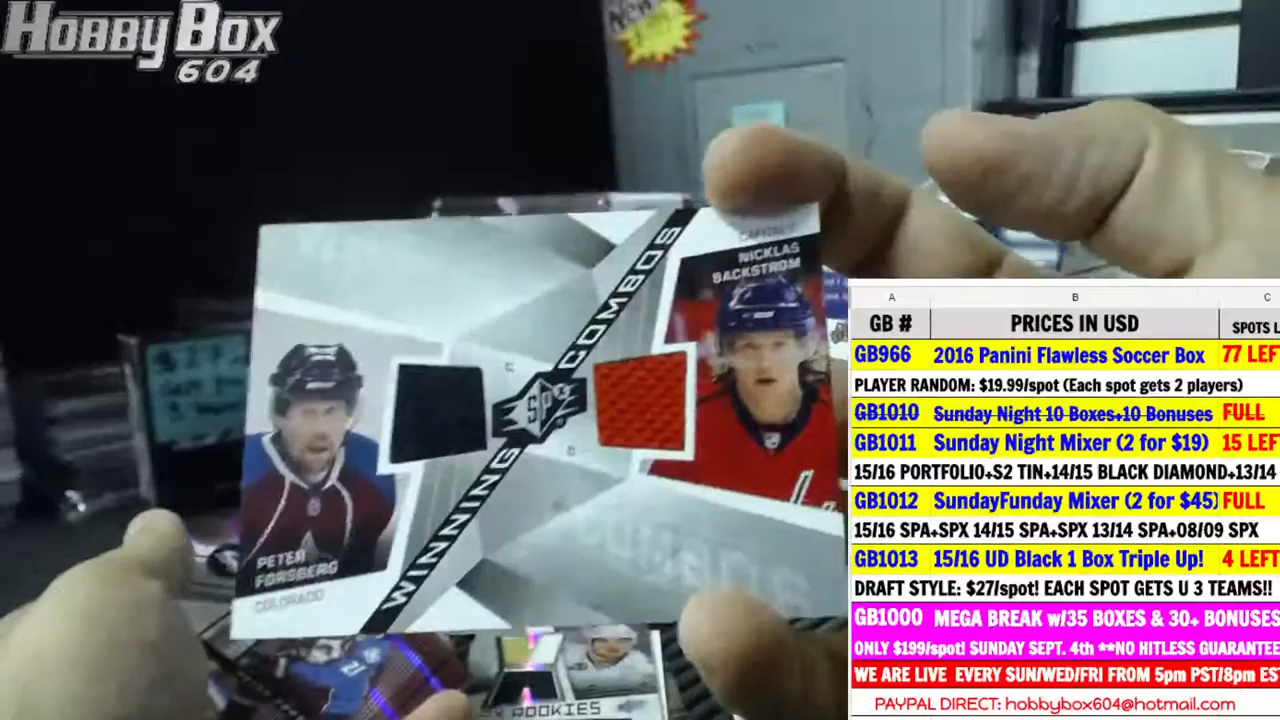 HOBBY BOX
604
New
CAPITALS
NICKLAS
BACKSTROM
WINNING SPX COMBOS
PETER
FORSBERG
COLORADO
ROOKIES
A B C
GB # PRICES IN USD SPOTS L
GB966 2016 Panini Flawless Soccer Box 77 LEF
PLAYER RANDOM: $19.99/spot (Each spot gets 2 players)
GB1010 Sunday Night 10 Boxes+10 Bonuses FULL
GB1011 Sunday Night Mixer (2 for $19) 15 LEF
15/16 PORTFOLIO+S2 TIN+14/15 BLACK DIAMOND+13/14
GB1012 SundayFunday Mixer (2 for $45) FULL
15/16 SPA+SPX 14/15 SPA+SPX 13/14 SPA+08/09 SPX
GB1013 15/16 UD Black 1 Box Triple Up! 4 LEFT
DRAFT STYLE: $27/spot! EACH SPOT GETS U 3 TEAMS!!
GB1000 MEGA BREAK w/35 BOXES & 30+ BONUSES
ONLY $199/spot! SUNDAY SEPT. 4th **NO HITLESS GUARANTEE
WE ARE LIVE EVERY SUN/WED/FRI FROM 5pm PST/8pm ES
PAYPAL DIRECT: hobbybox604@hotmail.com